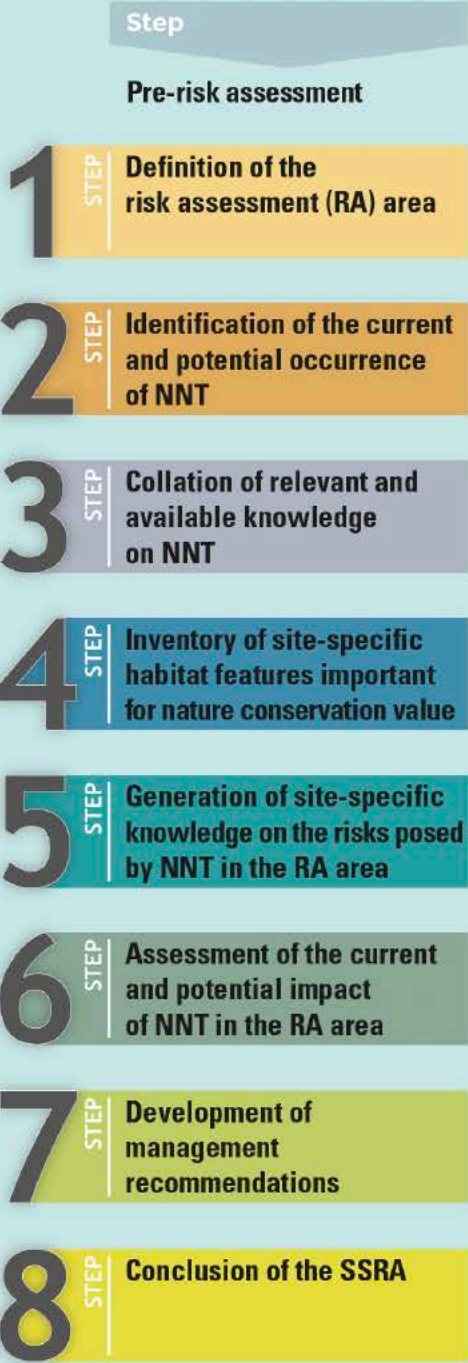 Step
Pre-risk assessment
1
STEP
Definition of the
risk assessment (RA) area
2
STEP
Identification of the current
and potential occurrence
of NNT
3
STEP
Collation of relevant and
available knowledge
on NNT
4
STEP
Inventory of site-specific
habitat features important
for nature conservation value
5
STEP
Generation of site-specific
knowledge on the risks posed
by NNT in the RA area
6
STEP
Assessment of the current
and potential impact
of NNT in the RA area
7
STEP
Development of
management
recommendations
8
STEP
Conclusion of the SSRA